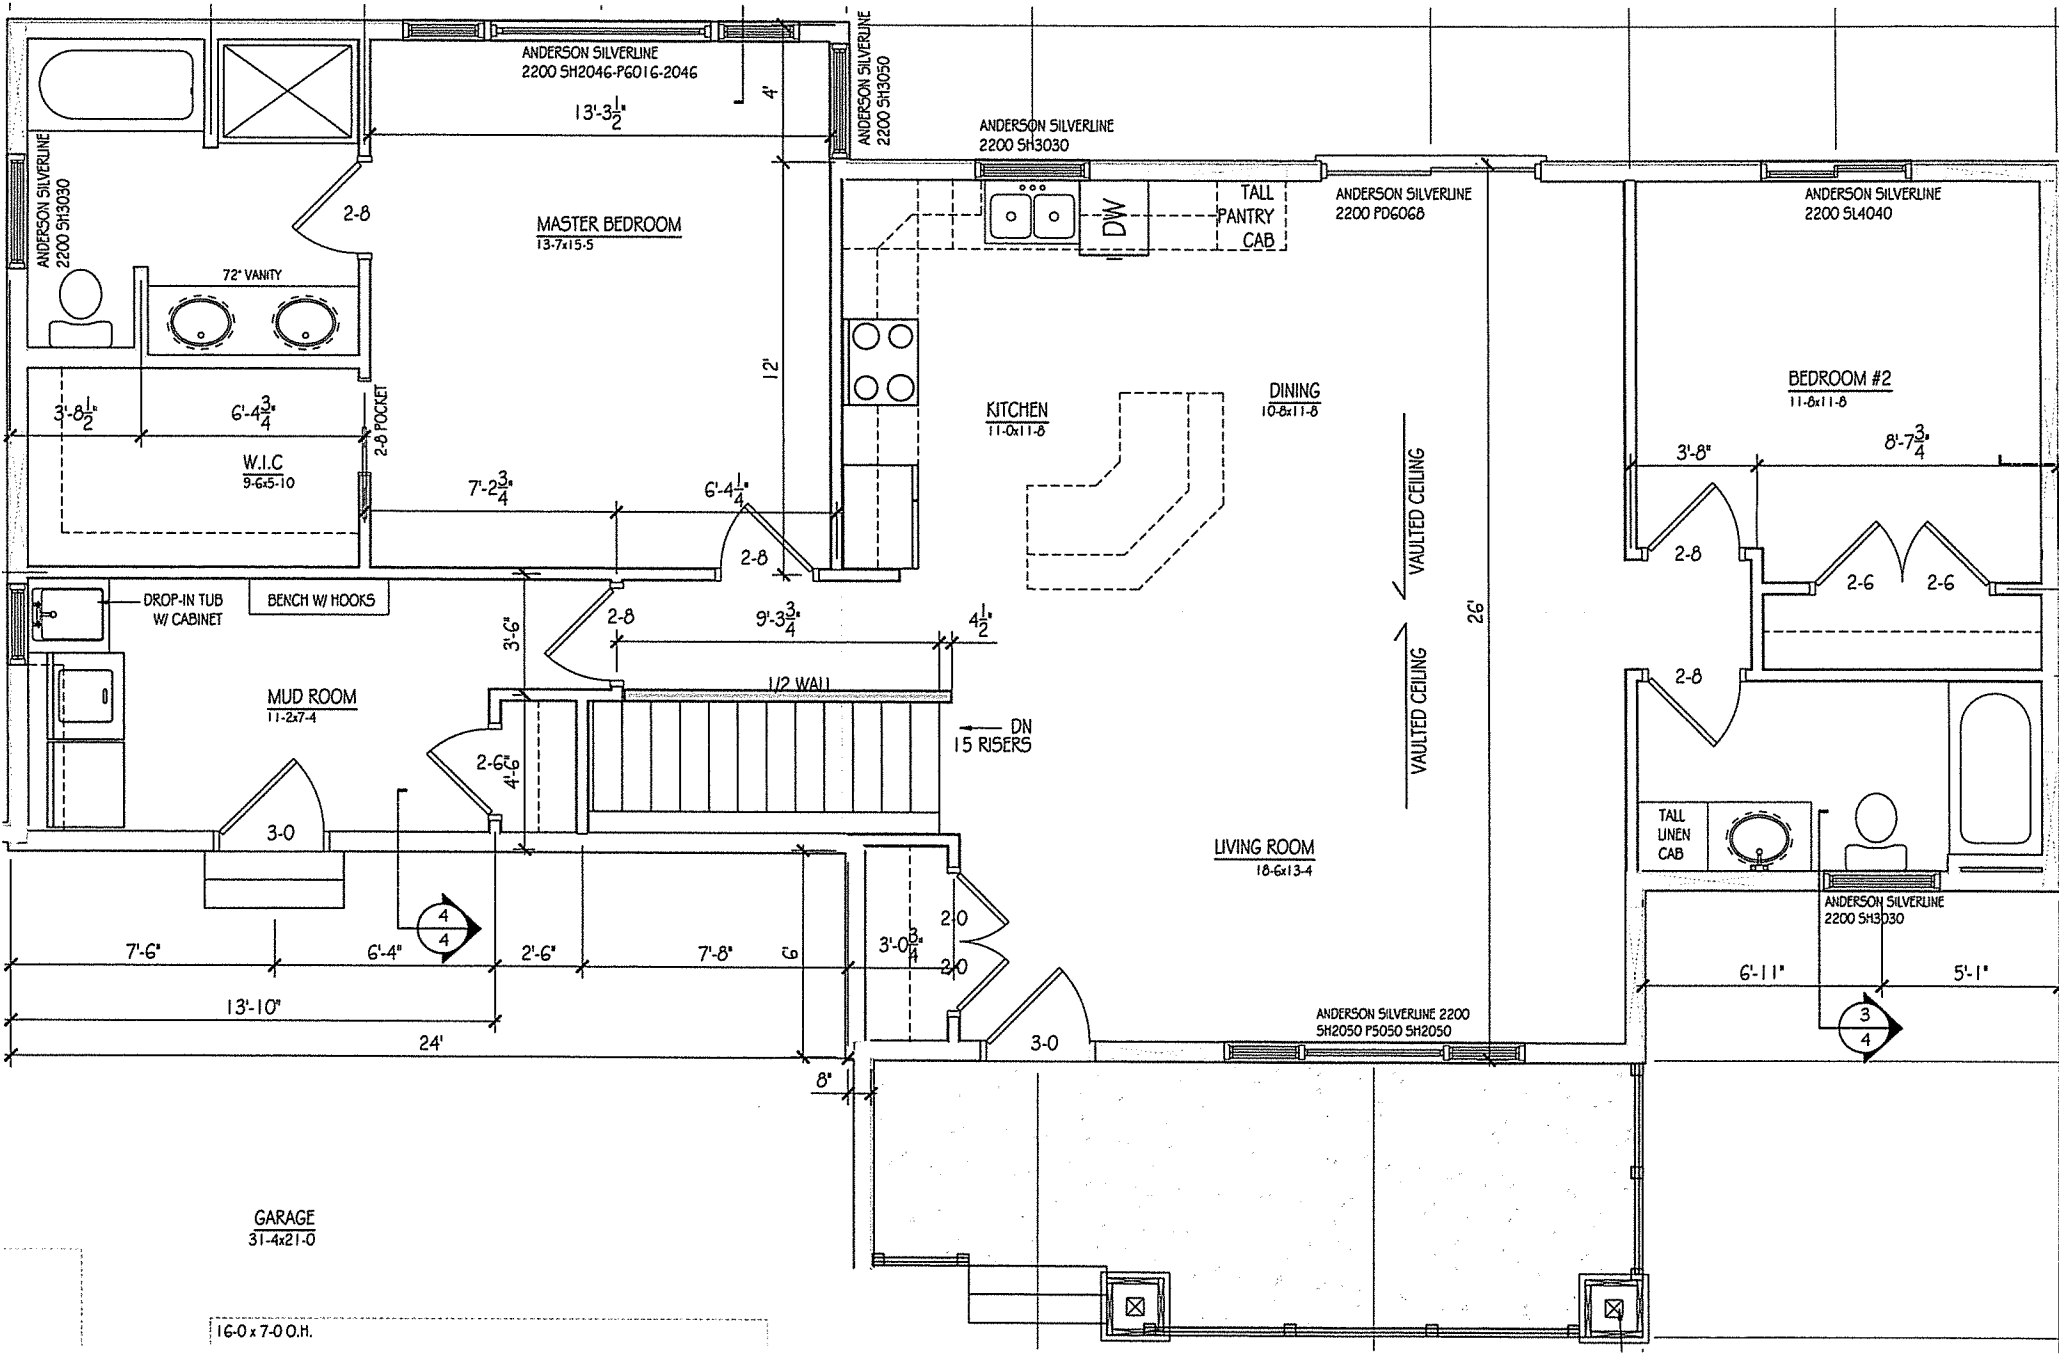 ANDERSON SILVERLINE
2200 SH2046-P6016-2046
13'-3 1/2"
4'
ANDERSON SILVERLINE
2200 SH3050
ANDERSON SILVERLINE
2200 SH3030
ANDERSON SILVERLINE
2200 SH3030
2-8
MASTER BEDROOM
13-7x15-5
72" VANITY
DW
TALL
PANTRY
CAB
ANDERSON SILVERLINE
2200 PD6068
ANDERSON SILVERLINE
2200 SL4040
12'
3'-8 1/2"
6'-4 3/4"
2-8 POCKET
W.I.C
9-6x5-10
7'-2 3/4"
6'-4 1/4"
2-8
KITCHEN
11-0x11-8
DINING
10-8x11-8
VAULTED CEILING
VAULTED CEILING
26'
BEDROOM #2
11-8x11-8
3'-8"
8'-7 3/4"
2-8
2-6
2-6
2-8
DROP-IN TUB
W/ CABINET
BENCH W/ HOOKS
3'-6"
2-8
9'-3 3/4"
4 1/2"
1/2 WALL
MUD ROOM
11-2x7-4
2-6
4'-6"
DN
15 RISERS
3-0
LIVING ROOM
18-6x13-4
TALL
LINEN
CAB
ANDERSON SILVERLINE
2200 SH3030
4
4
7'-6"
6'-4"
2'-6"
7'-8"
6'
3'-0 3/4"
2-0
2-0
13'-10"
24'
8"
3-0
ANDERSON SILVERLINE 2200
SH2050 P5050 SH2050
6'-11"
5'-1"
3
4
GARAGE
31-4x21-0
16-0 x 7-0 O.H.